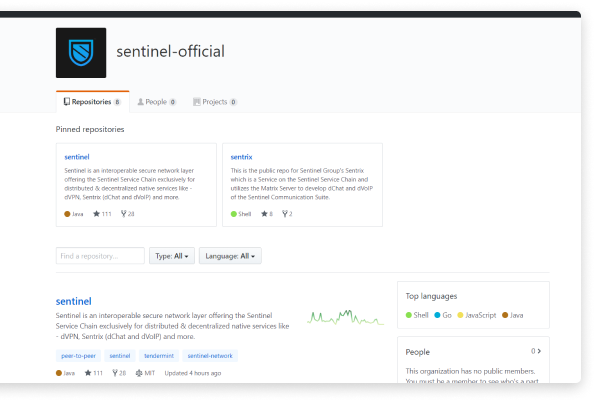 sentinel-official
Repositories 8 People 0 Projects 0
Pinned repositories
sentinel
Sentinel is an interoperable secure network layer
offering the Sentinel Service Chain exclusively for
distributed & decentralized native services like -
dVPN, Sentrix (dChat and dVoIP) and more.
Java 111 28
sentrix
This is the public repo for Sentinel Group's Sentrix
which is a Service on the Sentinel Service Chain and
utilizes the Matrix Server to develop dChat and dVoIP
of the Sentinel Communication Suite.
Shell 8 2
Find a repository... Type: All Language: All
sentinel
Sentinel is an interoperable secure network layer offering the Sentinel
Service Chain exclusively for distributed & decentralized native services like
- dVPN, Sentrix (dChat and dVoIP) and more.
peer-to-peer sentinel tendermint sentinel-network
Java 111 28 MIT Updated 4 hours ago
Top languages
Shell Go JavaScript Java
People 0
This organization has no public members.
You must be a member to see who's a part